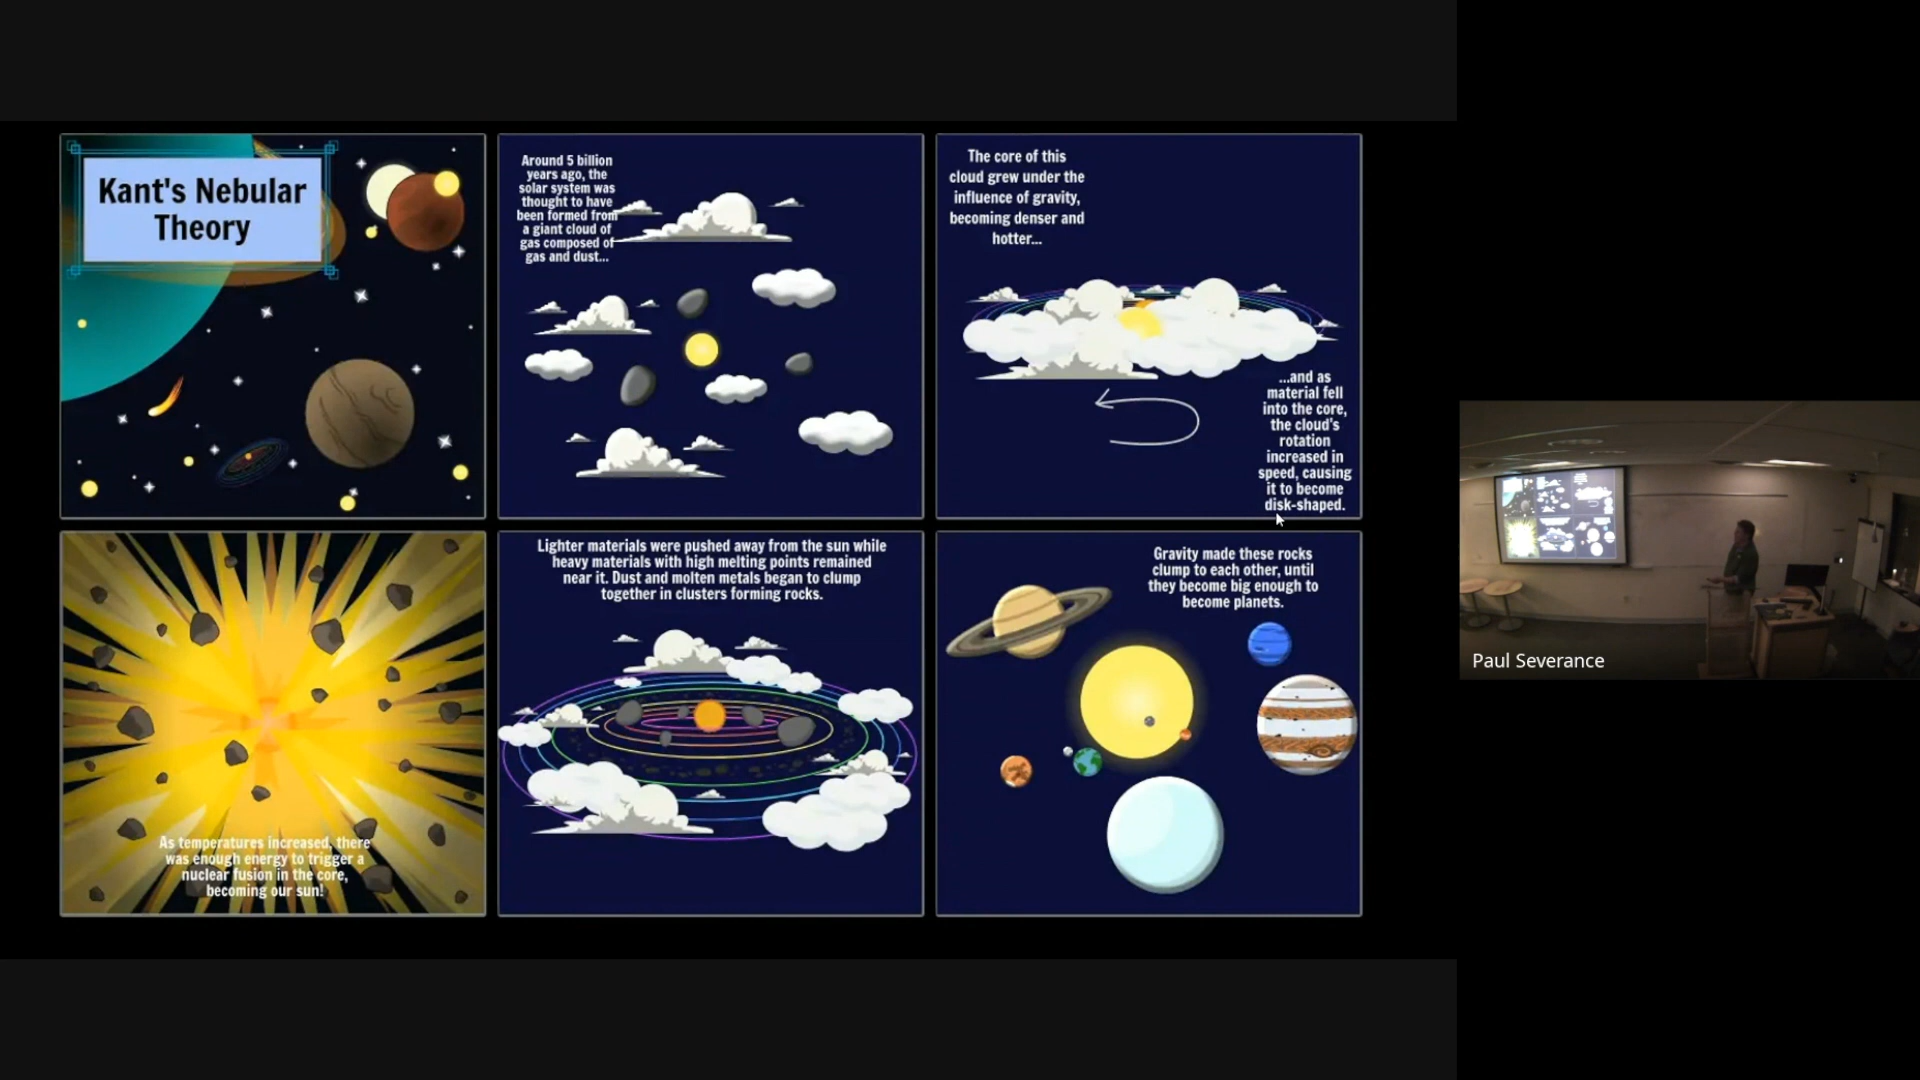 Kant's Nebular
Theory
Around 5 billion
years ago, the
solar system was
thought to have
been formed from
a giant cloud of
gas composed of
gas and dust...
The core of this
cloud grew under the
influence of gravity,
becoming denser and
hotter...
...and as
material fell
into the core,
the cloud's
rotation
increased in
speed, causing
it to become
disk-shaped.
As temperatures increased, there
was enough energy to trigger a
nuclear fusion in the core,
becoming our sun!
Lighter materials were pushed away from the sun while
heavy materials with high melting points remained
near it. Dust and molten metals began to clump
together in clusters forming rocks.
Gravity made these rocks
clump to each other, until
they become big enough to
become planets.
Paul Severance